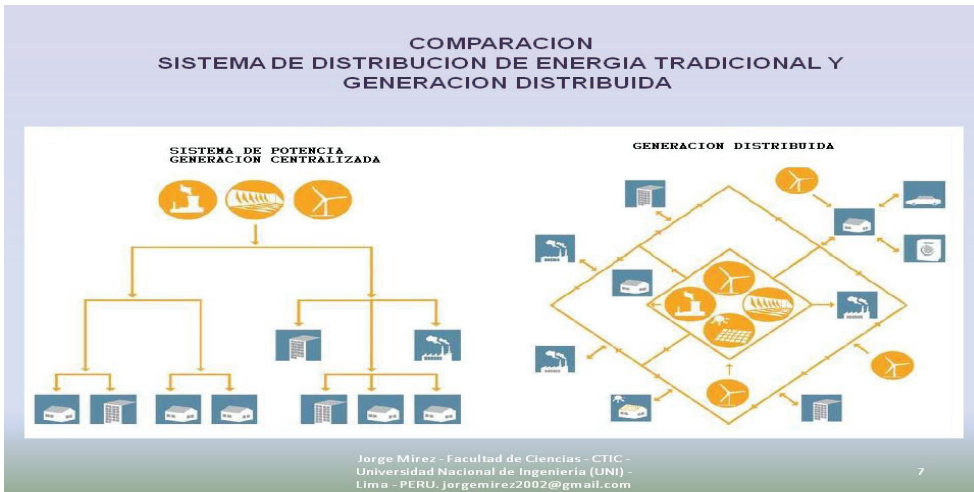 COMPARACION
SISTEMA DE DISTRIBUCION DE ENERGIA TRADICIONAL Y
GENERACION DISTRIBUIDA
SISTEMA DE POTENCIA
GENERACION CENTRALIZADA
GENERACION DISTRIBUIDA
Jorge Mirez - Facultad de Ciencias - CTIC -
Universidad Nacional de Ingenieria (UNI) -
Lima - PERU. jorgemirez2002@gmail.com
7